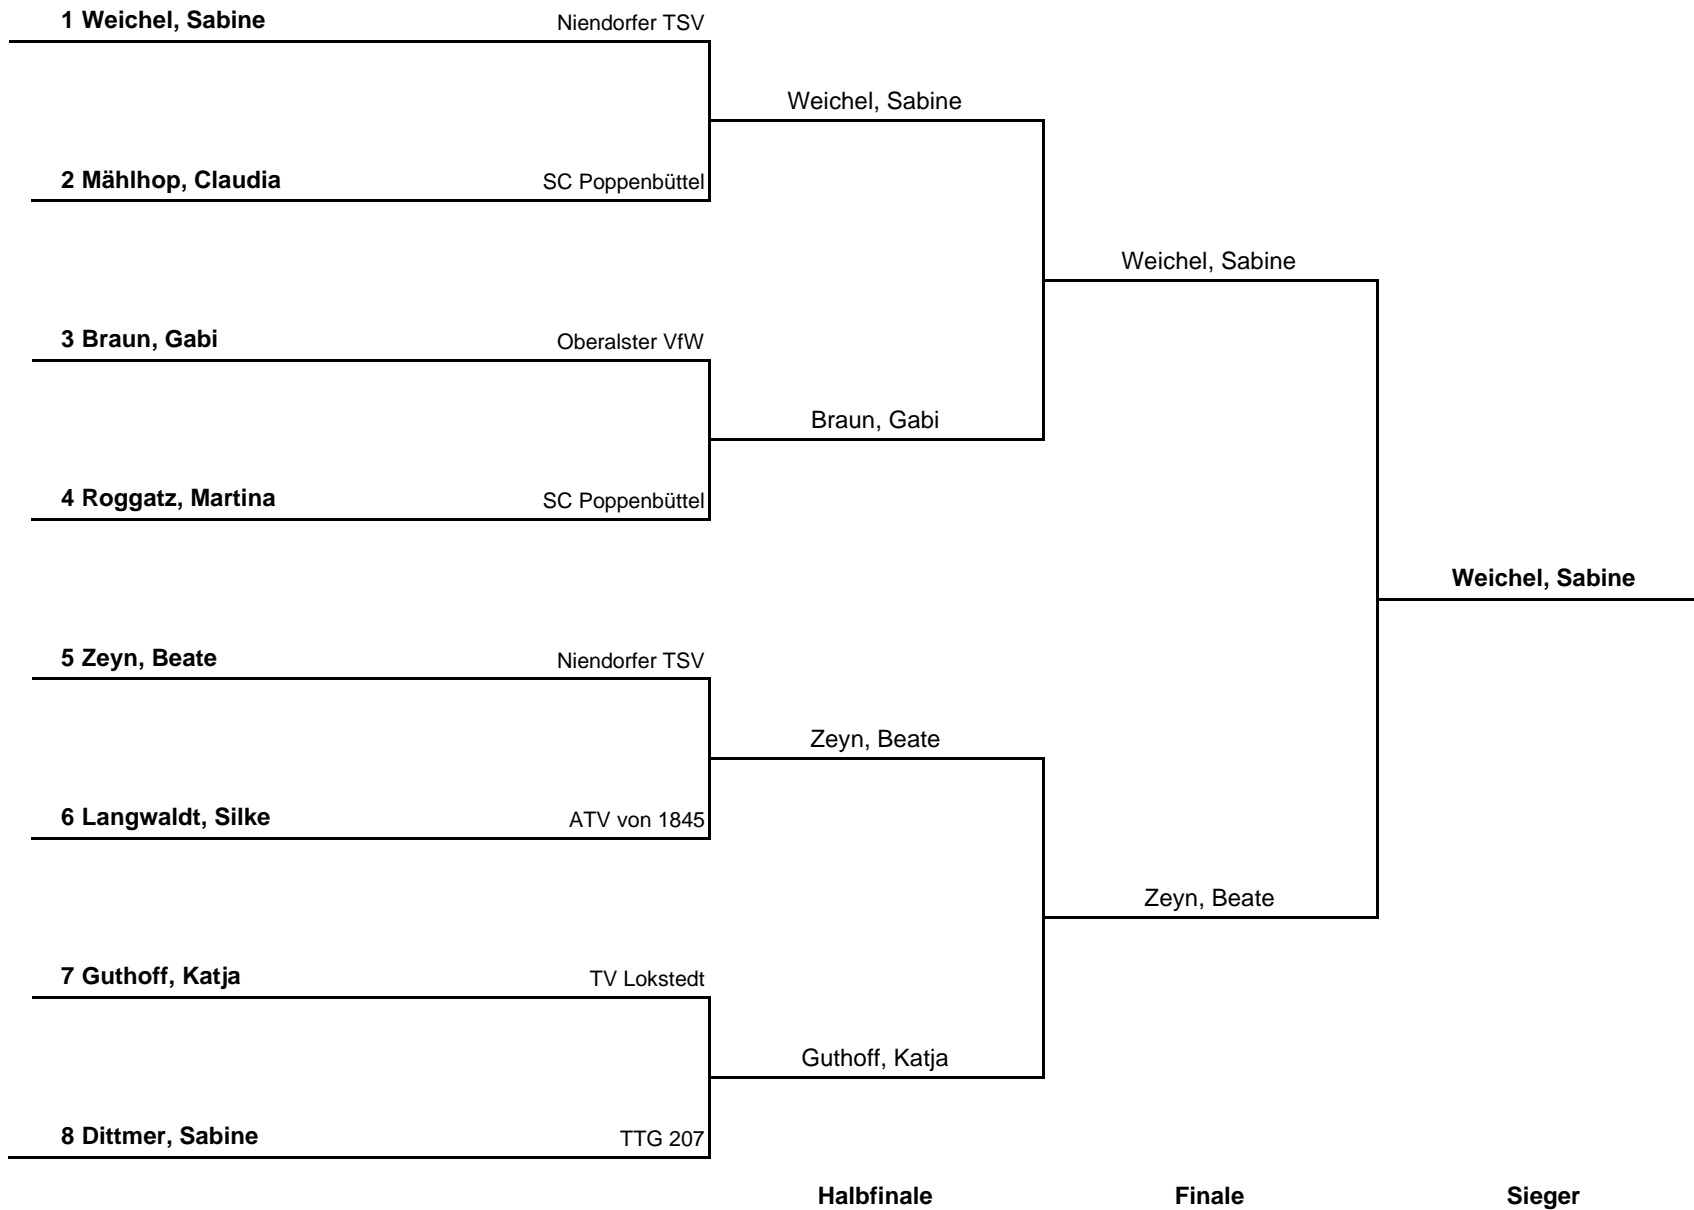 1 Weichel, Sabine Niendorfer TSV
Weichel, Sabine
2 Mählhop, Claudia SC Poppenbüttel
Weichel, Sabine
3 Braun, Gabi Oberalster VfW
Braun, Gabi
4 Roggatz, Martina SC Poppenbüttel
Weichel, Sabine
5 Zeyn, Beate Niendorfer TSV
Zeyn, Beate
6 Langwaldt, Silke ATV von 1845
Zeyn, Beate
7 Guthoff, Katja TV Lokstedt
Guthoff, Katja
8 Dittmer, Sabine TTG 207
Halbfinale Finale Sieger